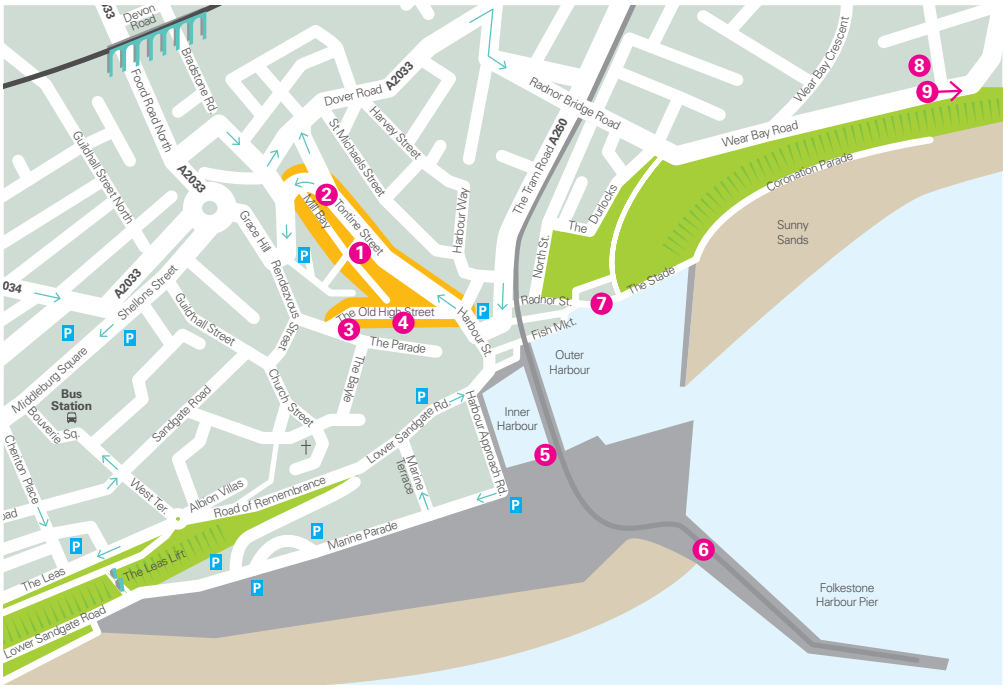 Devon
Road
033
Bradstone Rd.
Foord Road North
Dover Road
A2033
Harvey Street
St Michaels Street
Radnor Bridge Road
Wear Bay Crescent
8
9
Wear Bay Road
Coronation Parade
Guildhall Street North
A2033
The Tram Road
A260
2
Mill Bay
Tontine Street
1
Harbour Way
The
Durlocks
Sunny
Sands
Grace Hill
Rendezvous Street
P
North St.
The Stade
034
A2033
Shellons Street
Guildhall Street
The Old High Street
3
4
P
Harbour St.
Radnor St.
7
Fish Mkt.
P
P
The Parade
The Bayle
Outer
Harbour
Middleburg Square
Bus
Station
Bouverie
Sq.
Sandgate Road
Church Street
P
Lower Sandgate Rd.
Harbour Approach Rd.
Inner
Harbour
5
Cheriton Place
West Ter.
Albion Villas
Road of Remembrance
Marine
Terrace
P
oad
P
P
P
Marine Parade
6
The Leas
The Leas Lift
P
Lower Sandgate Road
Folkestone
Harbour Pier